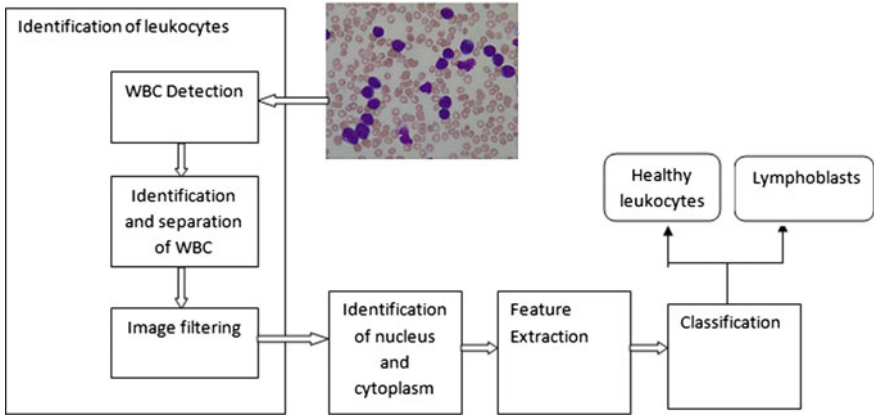 Identification of leukocytes
WBC Detection
Identification
and separation
of WBC
Image filtering
Identification
of nucleus
and
cytoplasm
Feature
Extraction
Classification
Healthy
leukocytes
Lymphoblasts